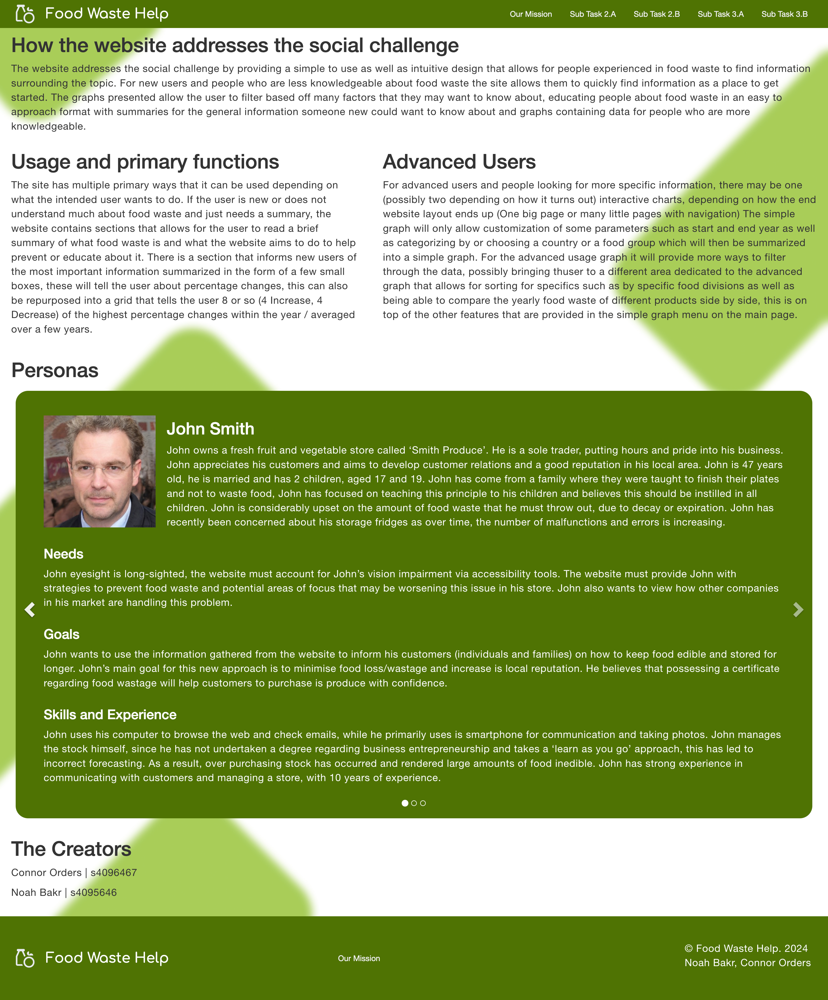 Food Waste Help
Our Mission
Sub Task 2.A
Sub Task 2.B
Sub Task 3.A
Sub Task 3.B
How the website addresses the social challenge
The website addresses the social challenge by providing a simple to use as well as intuitive design that allows for people experienced in food waste to find information
surrounding the topic. For new users and people who are less knowledgeable about food waste the site allows them to quickly find information as a place to get
started. The graphs presented allow the user to filter based off many factors that they may want to know about, educating people about food waste in an easy to
approach format with summaries for the general information someone new could want to know about and graphs containing data for people who are more
knowledgeable.
Usage and primary functions
The site has multiple primary ways that it can be used depending on
what the intended user wants to do. If the user is new or does not
understand much about food waste and just needs a summary, the
website contains sections that allows for the user to read a brief
summary of what food waste is and what the website aims to do to help
prevent or educate about it. There is a section that informs new users of
the most important information summarized in the form of a few small
boxes, these will tell the user about percentage changes, this can also
be repurposed into a grid that tells the user 8 or so (4 Increase, 4
Decrease) of the highest percentage changes within the year / averaged
over a few years.
Advanced Users
For advanced users and people looking for more specific information, there may be one
(possibly two depending on how it turns out) interactive charts, depending on how the end
website layout ends up (One big page or many little pages with navigation) The simple
graph will only allow customization of some parameters such as start and end year as well
as categorizing by or choosing a country or a food group which will then be summarized
into a simple graph. For the advanced usage graph it will provide more ways to filter
through the data, possibly bringing thuser to a different area dedicated to the advanced
graph that allows for sorting for specifics such as by specific food divisions as well as
being able to compare the yearly food waste of different products side by side, this is on
top of the other features that are provided in the simple graph menu on the main page.
Personas
John Smith
John owns a fresh fruit and vegetable store called ‘Smith Produce’. He is a sole trader, putting hours and pride into his business.
John appreciates his customers and aims to develop customer relations and a good reputation in his local area. John is 47 years
old, he is married and has 2 children, aged 17 and 19. John has come from a family where they were taught to finish their plates
and not to waste food, John has focused on teaching this principle to his children and believes this should be instilled in all
children. John is considerably upset on the amount of food waste that he must throw out, due to decay or expiration. John has
recently been concerned about his storage fridges as over time, the number of malfunctions and errors is increasing.
Needs
John eyesight is long-sighted, the website must account for John’s vision impairment via accessibility tools. The website must provide John with
strategies to prevent food waste and potential areas of focus that may be worsening this issue in his store. John also wants to view how other companies
in his market are handling this problem.
Goals
John wants to use the information gathered from the website to inform his customers (individuals and families) on how to keep food edible and stored for
longer. John’s main goal for this new approach is to minimise food loss/wastage and increase is local reputation. He believes that possessing a certificate
regarding food wastage will help customers to purchase is produce with confidence.
Skills and Experience
John uses his computer to browse the web and check emails, while he primarily uses is smartphone for communication and taking photos. John manages
the stock himself, since he has not undertaken a degree regarding business entrepreneurship and takes a ‘learn as you go’ approach, this has led to
incorrect forecasting. As a result, over purchasing stock has occurred and rendered large amounts of food inedible. John has strong experience in
communicating with customers and managing a store, with 10 years of experience.
The Creators
Connor Orders | s4096467
Noah Bakr | s4095646
Food Waste Help
Our Mission
© Food Waste Help. 2024
Noah Bakr, Connor Orders